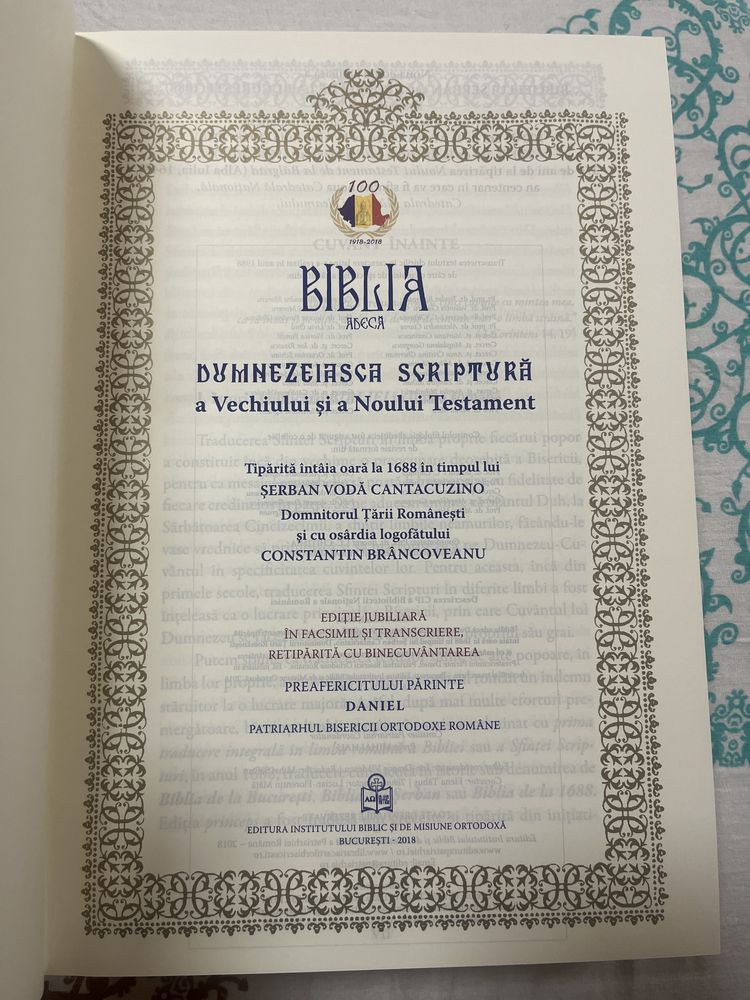 100
1918-2018
BIBLIA
ADECĂ
DUMNEZEIASCA SCRIPTURĂ
a Vechiului și a Noului Testament
Tipărită întâia oară la 1688 în timpul lui
ȘERBAN VODĂ CANTACUZINO
Domnitorul Țării Românești
și cu osârdia logofătului
CONSTANTIN BRÂNCOVEANU
EDIȚIE JUBILIARĂ
ÎN FACSIMIL ȘI TRANSCRIERE,
RETIPĂRITĂ CU BINECUVÂNTAREA
PREAFERICITULUI PĂRINTE
DANIEL
PATRIARHUL BISERICII ORTODOXE ROMÂNE
ΑΩ
EDITURA INSTITUTULUI BIBLIC ȘI DE MISIUNE ORTODOXĂ
BUCUREȘTI - 2018